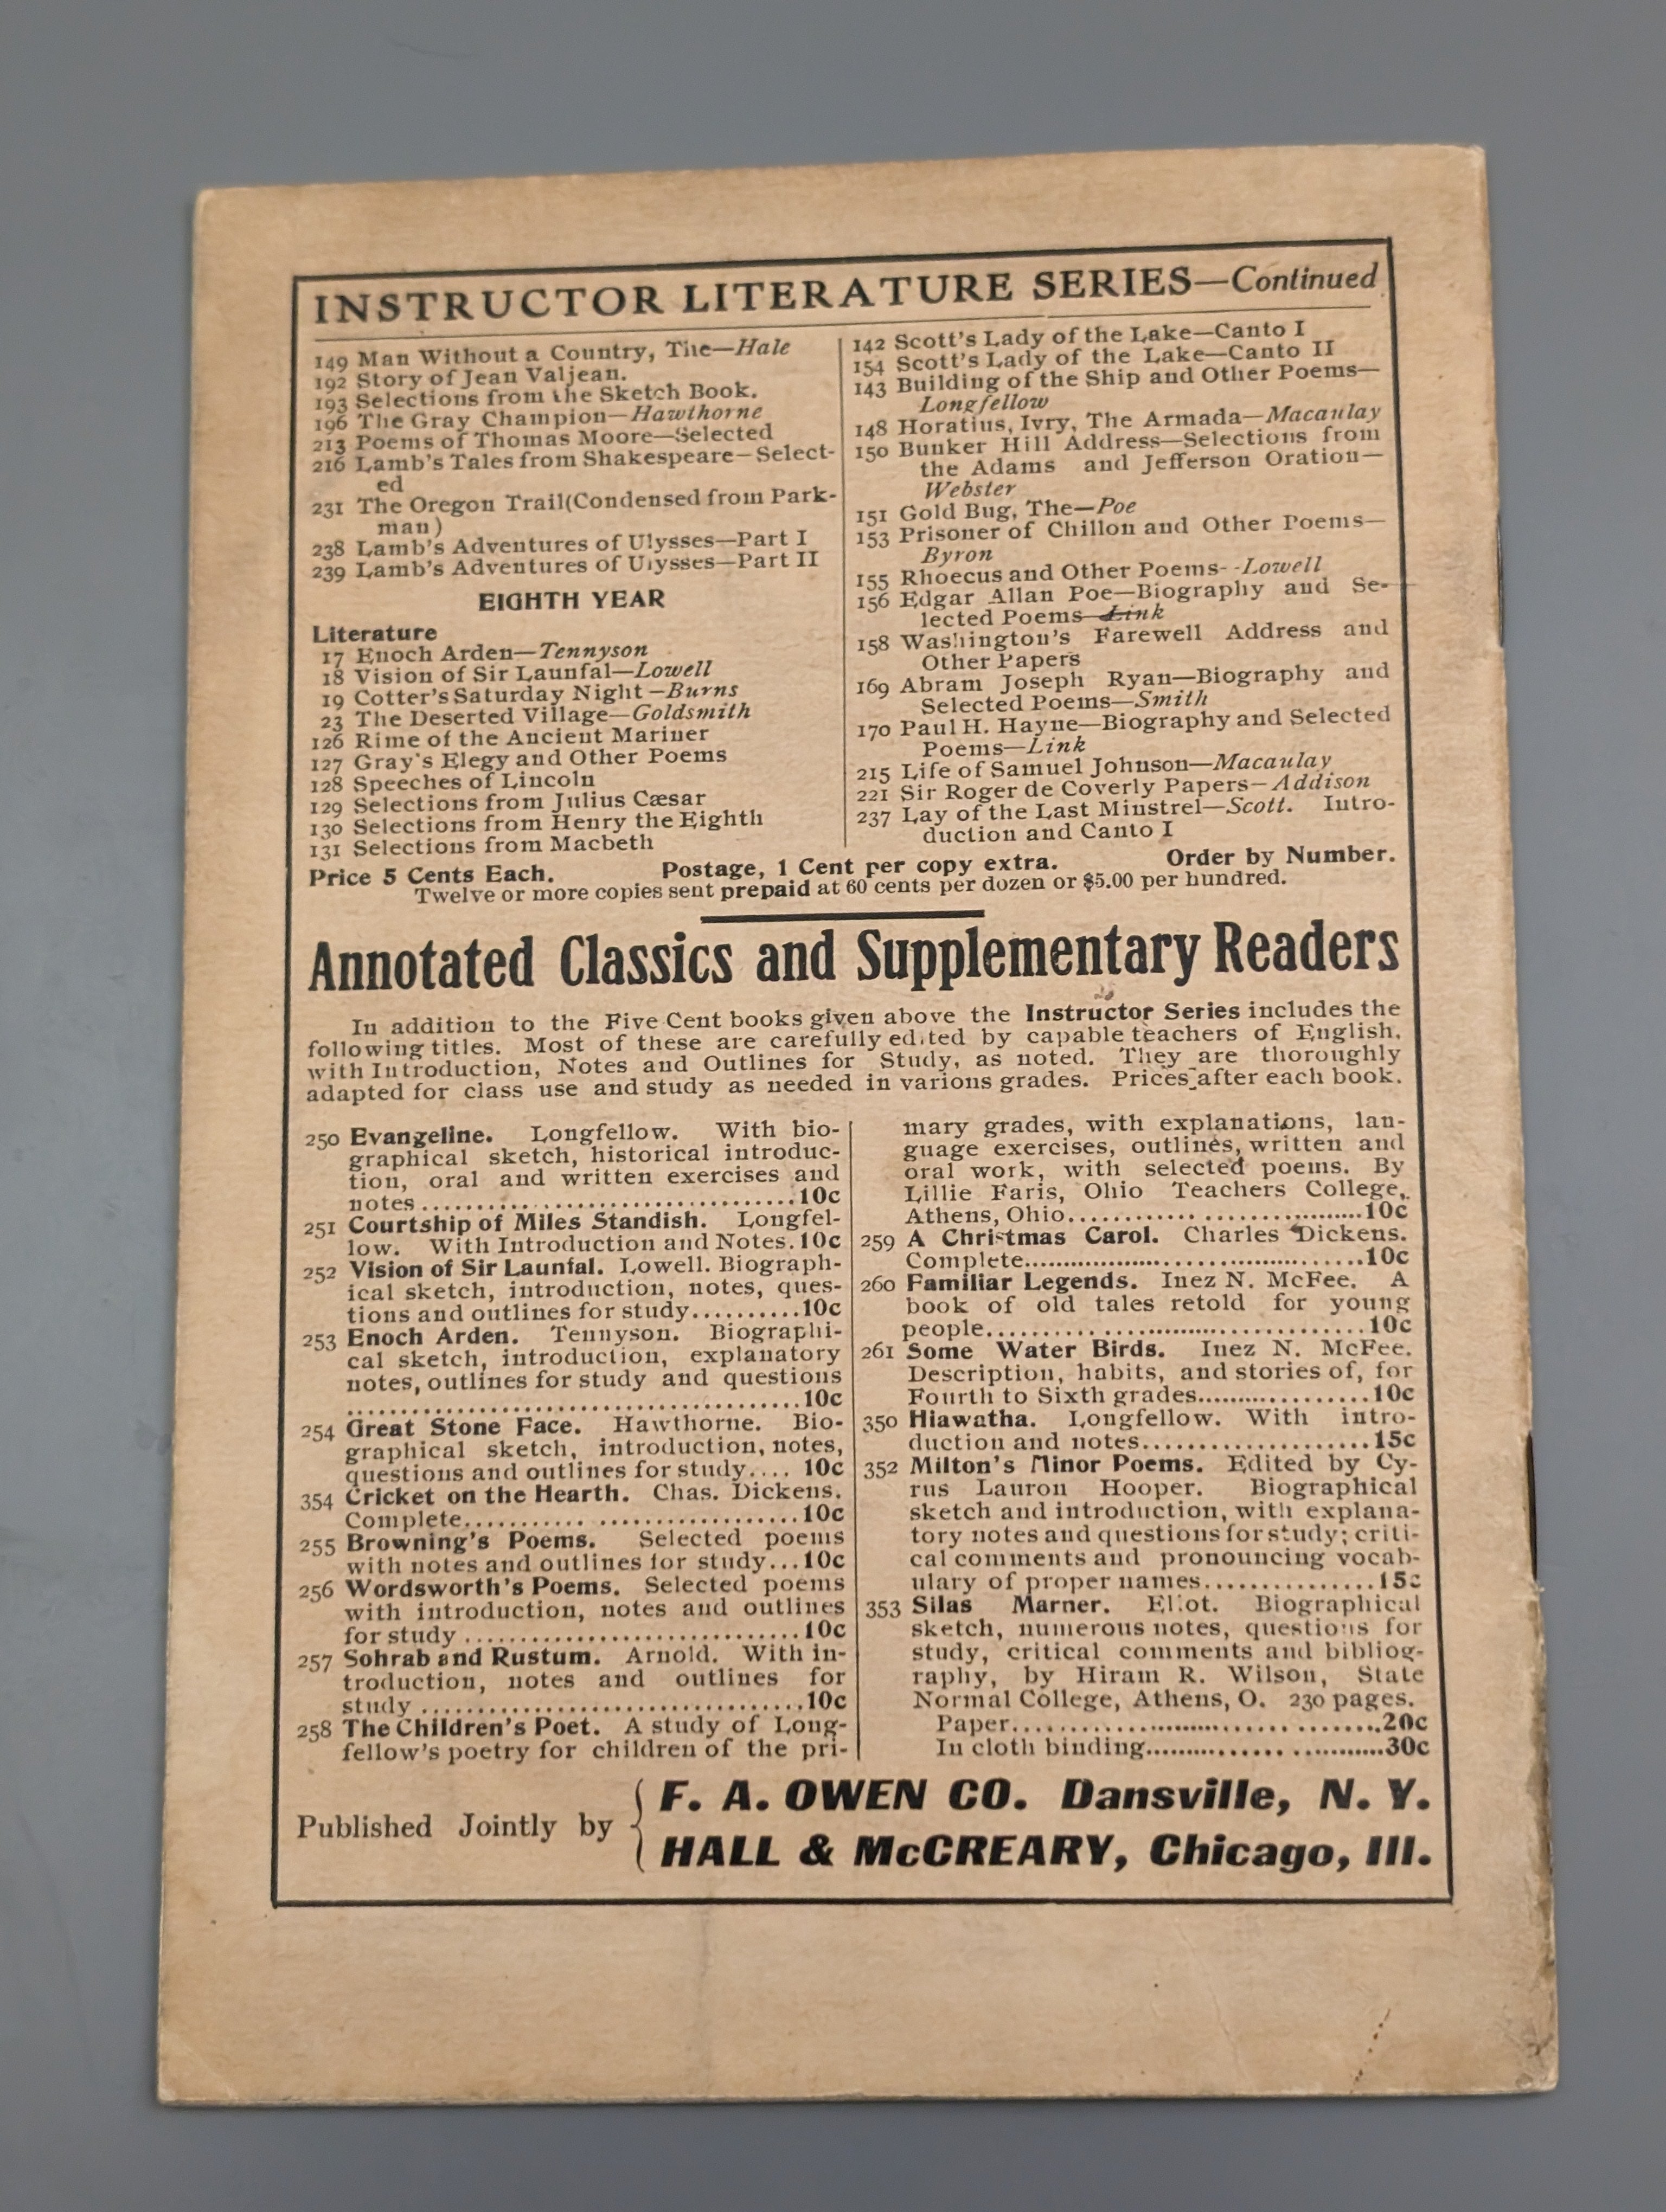 INSTRUCTOR LITERATURE SERIES—Continued
149 Man Without a Country, The—Hale
192 Story of Jean Valjean.
193 Selections from the Sketch Book.
196 The Gray Champion—Hawthorne
213 Poems of Thomas Moore—Selected
216 Lamb's Tales from Shakespeare—Select-
ed
231 The Oregon Trail(Condensed from Park-
man)
238 Lamb's Adventures of Ulysses—Part I
239 Lamb's Adventures of Ulysses—Part II
EIGHTH YEAR
Literature
17 Enoch Arden—Tennyson
18 Vision of Sir Launfal—Lowell
19 Cotter's Saturday Night—Burns
23 The Deserted Village—Goldsmith
126 Rime of the Ancient Mariner
127 Gray's Elegy and Other Poems
128 Speeches of Lincoln
129 Selections from Julius Cæsar
130 Selections from Henry the Eighth
131 Selections from Macbeth
142 Scott's Lady of the Lake—Canto I
154 Scott's Lady of the Lake—Canto II
143 Building of the Ship and Other Poems—
Longfellow
148 Horatius, Ivry, The Armada—Macaulay
150 Bunker Hill Address—Selections from
the Adams and Jefferson Oration—
Webster
151 Gold Bug, The—Poe
153 Prisoner of Chillon and Other Poems—
Byron
155 Rhoecus and Other Poems--Lowell
156 Edgar Allan Poe—Biography and Se-
lected Poems—Link
158 Washington's Farewell Address and
Other Papers
169 Abram Joseph Ryan—Biography and
Selected Poems—Smith
170 Paul H. Hayne—Biography and Selected
Poems—Link
215 Life of Samuel Johnson—Macaulay
221 Sir Roger de Coverly Papers—Addison
237 Lay of the Last Minstrel—Scott. Intro-
duction and Canto I
Price 5 Cents Each. Postage, 1 Cent per copy extra. Order by Number.
Twelve or more copies sent prepaid at 60 cents per dozen or $5.00 per hundred.
Annotated Classics and Supplementary Readers
In addition to the Five Cent books given above the Instructor Series includes the
following titles. Most of these are carefully edited by capable teachers of English,
with Introduction, Notes and Outlines for Study, as noted. They are thoroughly
adapted for class use and study as needed in various grades. Prices after each book.
250 Evangeline. Longfellow. With bio-
graphical sketch, historical introduc-
tion, oral and written exercises and
notes..................................10c
251 Courtship of Miles Standish. Longfel-
low. With Introduction and Notes.10c
252 Vision of Sir Launfal. Lowell. Biograph-
ical sketch, introduction, notes, ques-
tions and outlines for study..........10c
253 Enoch Arden. Tennyson. Biographi-
cal sketch, introduction, explanatory
notes, outlines for study and questions
........................................10c
254 Great Stone Face. Hawthorne. Bio-
graphical sketch, introduction, notes,
questions and outlines for study.... 10c
354 Cricket on the Hearth. Chas. Dickens.
Complete...............................10c
255 Browning's Poems. Selected poems
with notes and outlines for study...10c
256 Wordsworth's Poems. Selected poems
with introduction, notes and outlines
for study ..............................10c
257 Sohrab and Rustum. Arnold. With in-
troduction, notes and outlines for
study ..................................10c
258 The Children's Poet. A study of Long-
fellow's poetry for children of the pri-
mary grades, with explanations, lan-
guage exercises, outlines, written and
oral work, with selected poems. By
Lillie Faris, Ohio Teachers College,
Athens, Ohio...........................10c
259 A Christmas Carol. Charles Dickens.
Complete...............................10c
260 Familiar Legends. Inez N. McFee. A
book of old tales retold for young
people..................................10c
261 Some Water Birds. Inez N. McFee.
Description, habits, and stories of, for
Fourth to Sixth grades.................10c
350 Hiawatha. Longfellow. With intro-
duction and notes.....................15c
352 Milton's Minor Poems. Edited by Cy-
rus Lauron Hooper. Biographical
sketch and introduction, with explana-
tory notes and questions for study; criti-
cal comments and pronouncing vocab-
ulary of proper names................15c
353 Silas Marner. Eliot. Biographical
sketch, numerous notes, questions for
study, critical comments and bibliog-
raphy, by Hiram R. Wilson, State
Normal College, Athens, O. 230 pages.
Paper..................................20c
In cloth binding.......................30c
Published Jointly by
F. A. OWEN CO. Dansville, N. Y.
HALL & McCREARY, Chicago, Ill.